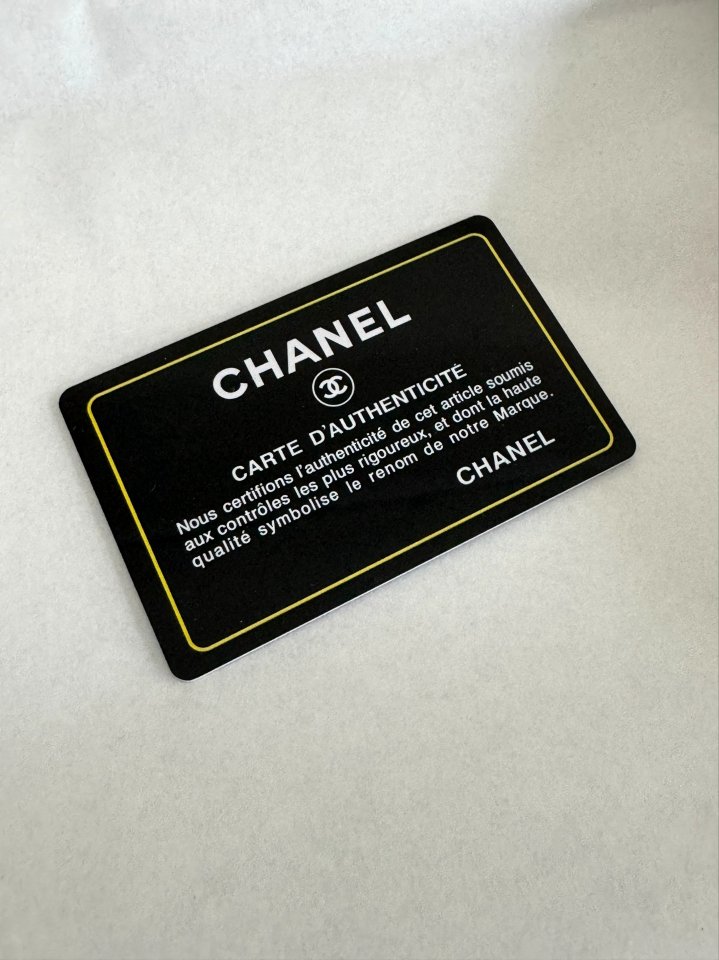 CHANEL
CARTE D'AUTHENTICITÉ
Nous certifions l'authenticité de cet article soumis
aux contrôles les plus rigoureux, et dont la haute
qualité symbolise le renom de notre Marque.
CHANEL